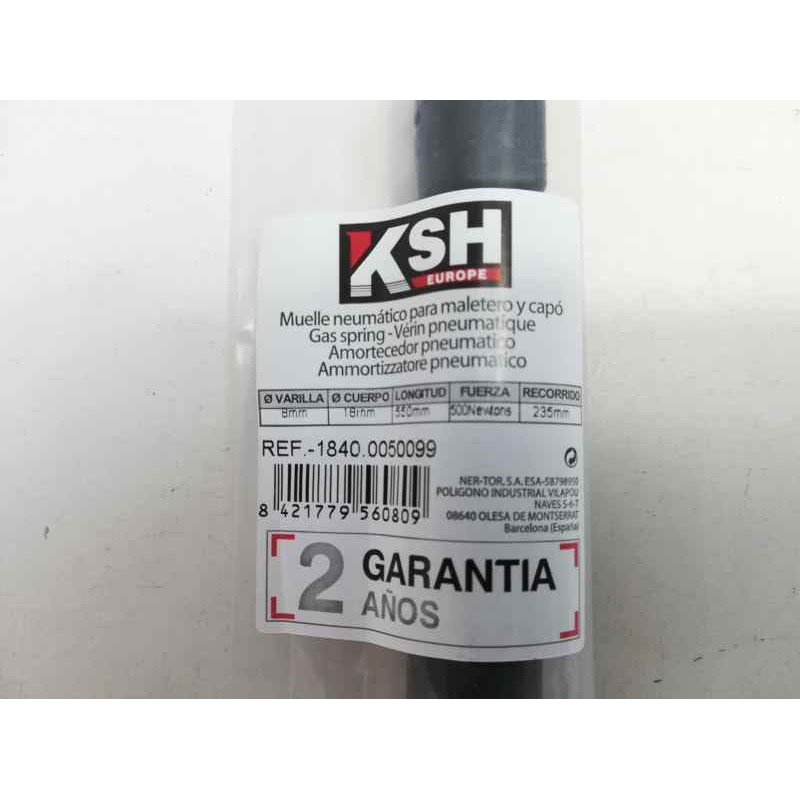 KSH
EUROPE
Muelle neumático para maletero y capó
Gas spring - Vérin pneumatique
Amortecedor pneumatico
Ammortizzatore pneumatico
Ø VARILLA Ø CUERPO LONGITUD FUERZA RECORRIDO
8mm 18mm 550mm 500Newtons 235mm
REF.-1840.0050099
8 421779 560809
NER-TOR, S.A. ESA-58798950
POLIGONO INDUSTRIAL VILAPOU
NAVES 5-6-7
08640 OLESA DE MONTSERRAT
Barcelona (España)
2 GARANTIA
AÑOS